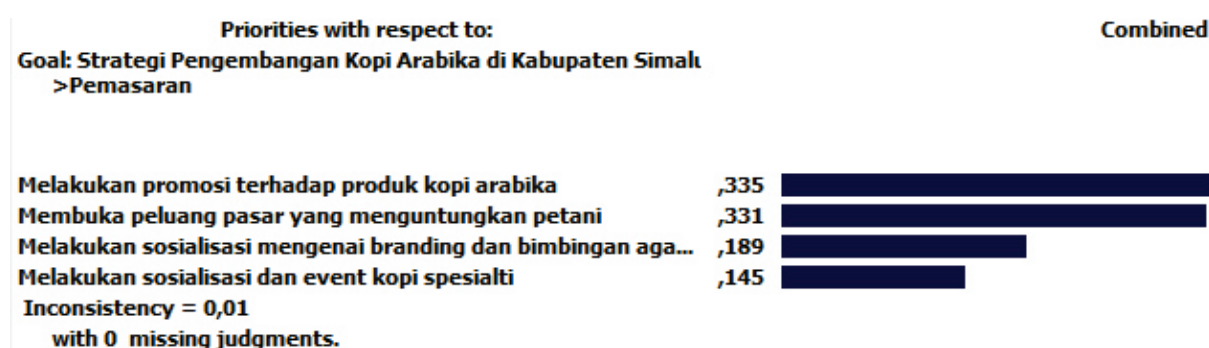 Priorities with respect to: Combined
Goal: Strategi Pengembangan Kopi Arabika di Kabupaten Simalu
>Pemasaran
Melakukan promosi terhadap produk kopi arabika ,335
Membuka peluang pasar yang menguntungkan petani ,331
Melakukan sosialisasi mengenai branding dan bimbingan aga... ,189
Melakukan sosialisasi dan event kopi spesialti ,145
Inconsistency = 0,01
with 0 missing judgments.